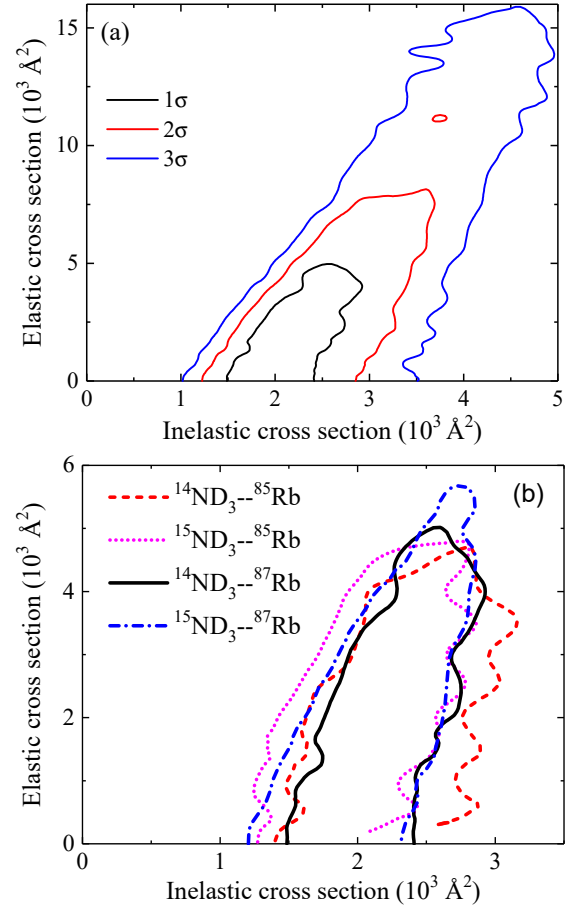 (a)
1σ
2σ
3σ
15
10
5
0
0
1
2
3
4
5
Elastic cross section (10³ Å²)
Inelastic cross section (10³ Å²)
(b)
¹⁴ND₃--⁸⁵Rb
¹⁵ND₃--⁸⁵Rb
¹⁴ND₃--⁸⁷Rb
¹⁵ND₃--⁸⁷Rb
6
4
2
0
0
1
2
3
Elastic cross section (10³ Å²)
Inelastic cross section (10³ Å²)